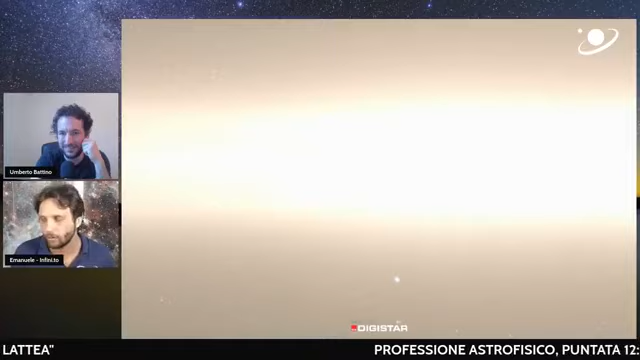 Umberto Battino
Emanuele - Infini.to
DIGISTAR
LATTEA" PROFESSIONE ASTROFISICO, PUNTATA 12: